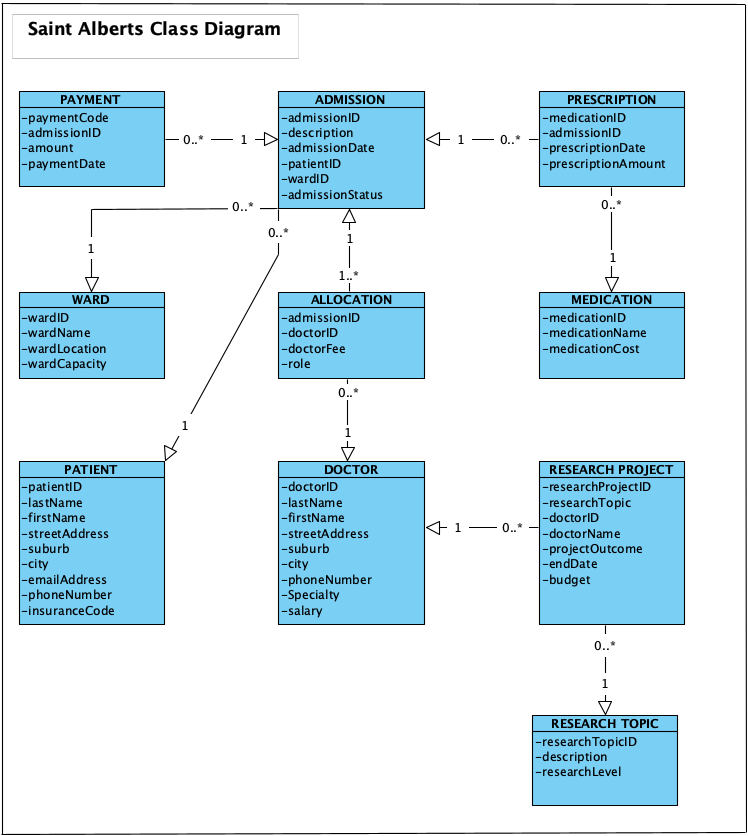 Saint Alberts Class Diagram
PAYMENT
-paymentCode
-admissionID
-amount
-paymentDate
0..*
1
ADMISSION
-admissionID
-description
-admissionDate
-patientID
-wardID
-admissionStatus
1
0..*
PRESCRIPTION
-medicationID
-admissionID
-prescriptionDate
-prescriptionAmount
0..*
1
0..*
1
1
1..*
0..*
1
WARD
-wardID
-wardName
-wardLocation
-wardCapacity
ALLOCATION
-admissionID
-doctorID
-doctorFee
-role
MEDICATION
-medicationID
-medicationName
-medicationCost
0..*
1
PATIENT
-patientID
-lastName
-firstName
-streetAddress
-suburb
-city
-emailAddress
-phoneNumber
-insuranceCode
DOCTOR
-doctorID
-lastName
-firstName
-streetAddress
-suburb
-city
-phoneNumber
-Specialty
-salary
1
0..*
RESEARCH PROJECT
-researchProjectID
-researchTopic
-doctorID
-doctorName
-projectOutcome
-endDate
-budget
0..*
1
RESEARCH TOPIC
-researchTopicID
-description
-researchLevel